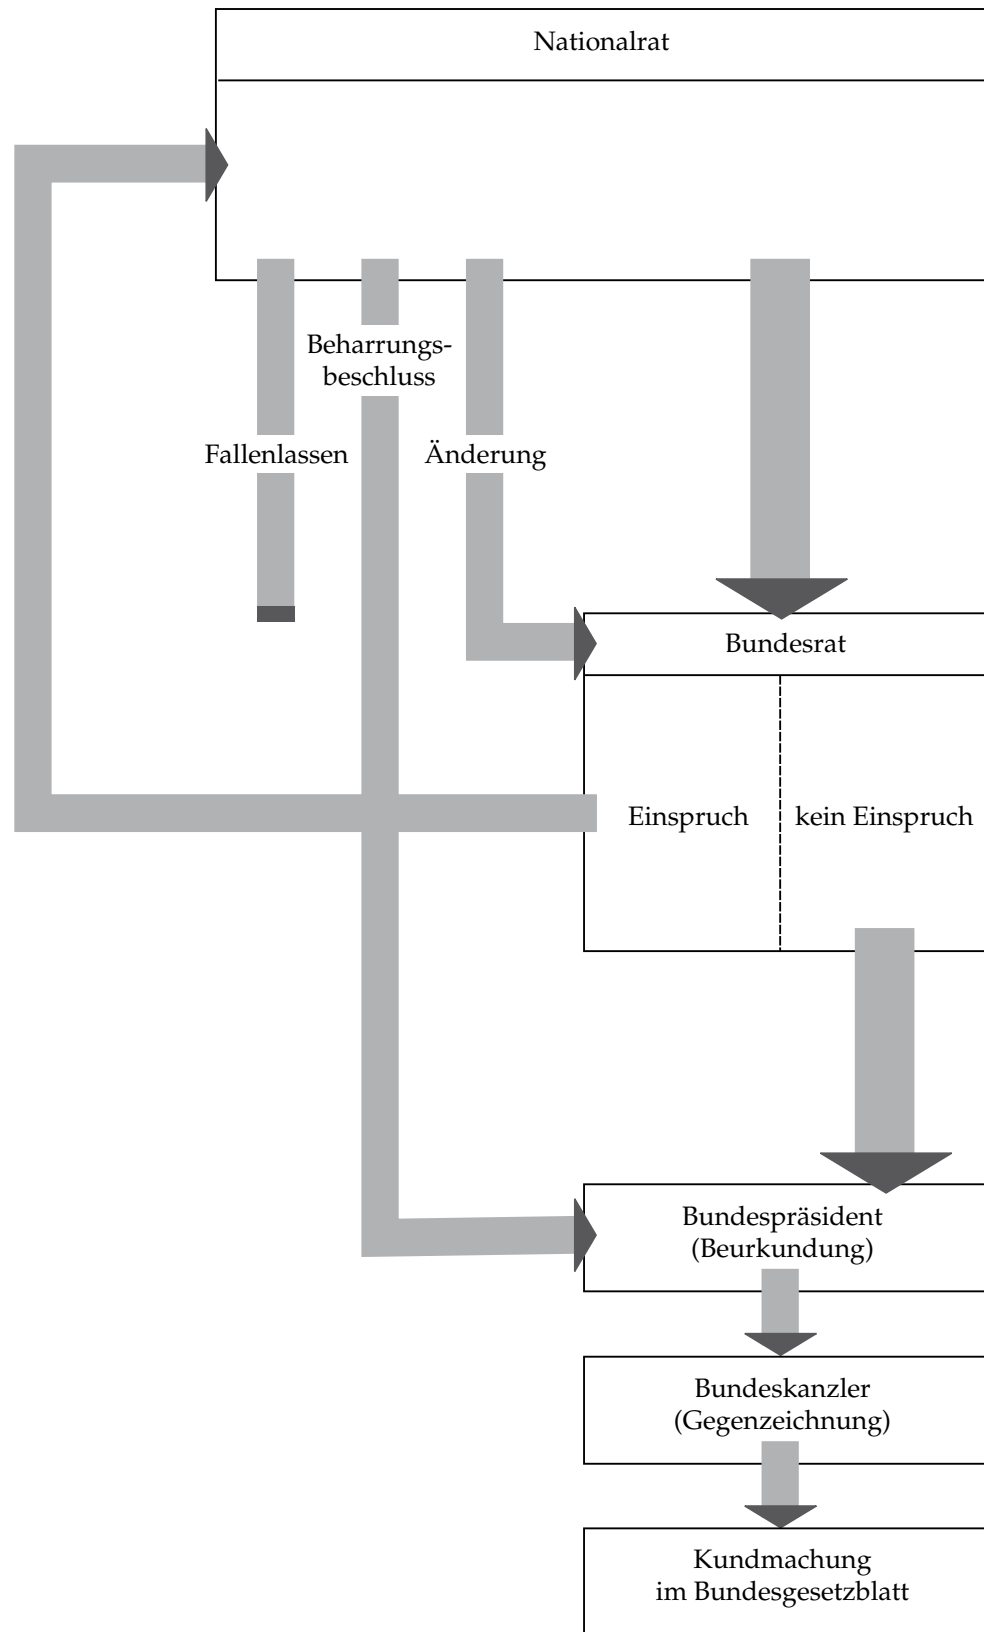 Nationalrat
Beharrungs-
beschluss
Fallenlassen
Änderung
Bundesrat
Einspruch
kein Einspruch
Bundespräsident
(Beurkundung)
Bundeskanzler
(Gegenzeichnung)
Kundmachung
im Bundesgesetzblatt